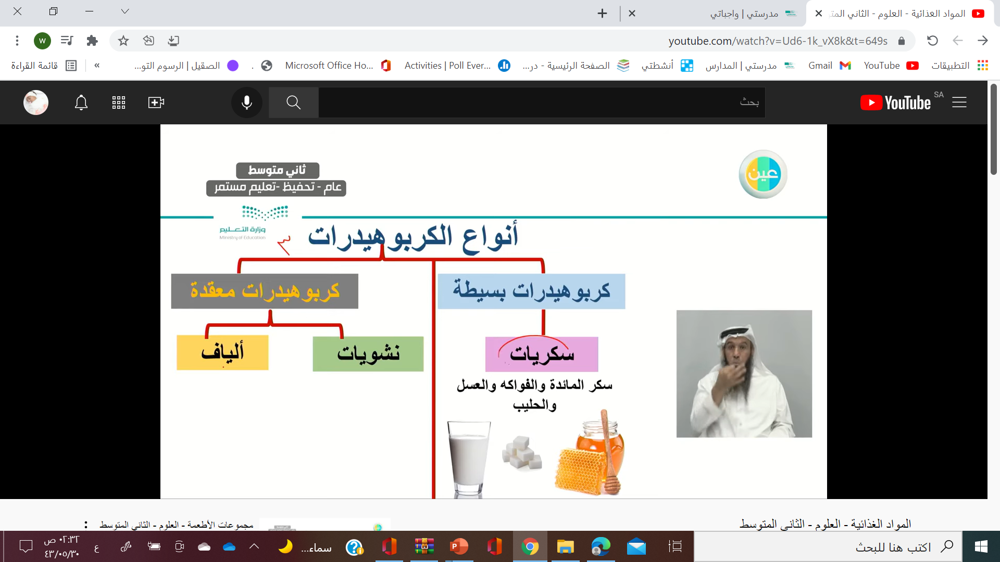 المواد الغذائية - العلوم - الثاني المتو
مدرستي | واجباتي
W
youtube.com/watch?v=Ud6-1k_vX8k&t=649s
التطبيقات
YouTube
Gmail
مدرستي | المدارس
أنشطتي
الصفحة الرئيسية - در...
Activities | Poll Ever...
Microsoft Office Ho...
.
الصقيل | الرسوم التو...
«
قائمة القراءة
YouTube SA
بحث
عين
ثاني متوسط
عام - تحفيظ -تعليم مستمر
وزارة التعليم
Ministry of Education
أنواع الكربوهيدرات
٣
كربوهيدرات بسيطة
كربوهيدرات معقدة
سكريات
نشويات
ألياف
سكر المائدة والفواكه والعسل
والحليب
المواد الغذائية - العلوم - الثاني المتوسط
مجموعات الأطعمة - العلوم - الثاني المتوسط
اكتب هنا للبحث
سماء...
ع
٠٢:٣٢ ص
٤٣/٠٥/٣٠